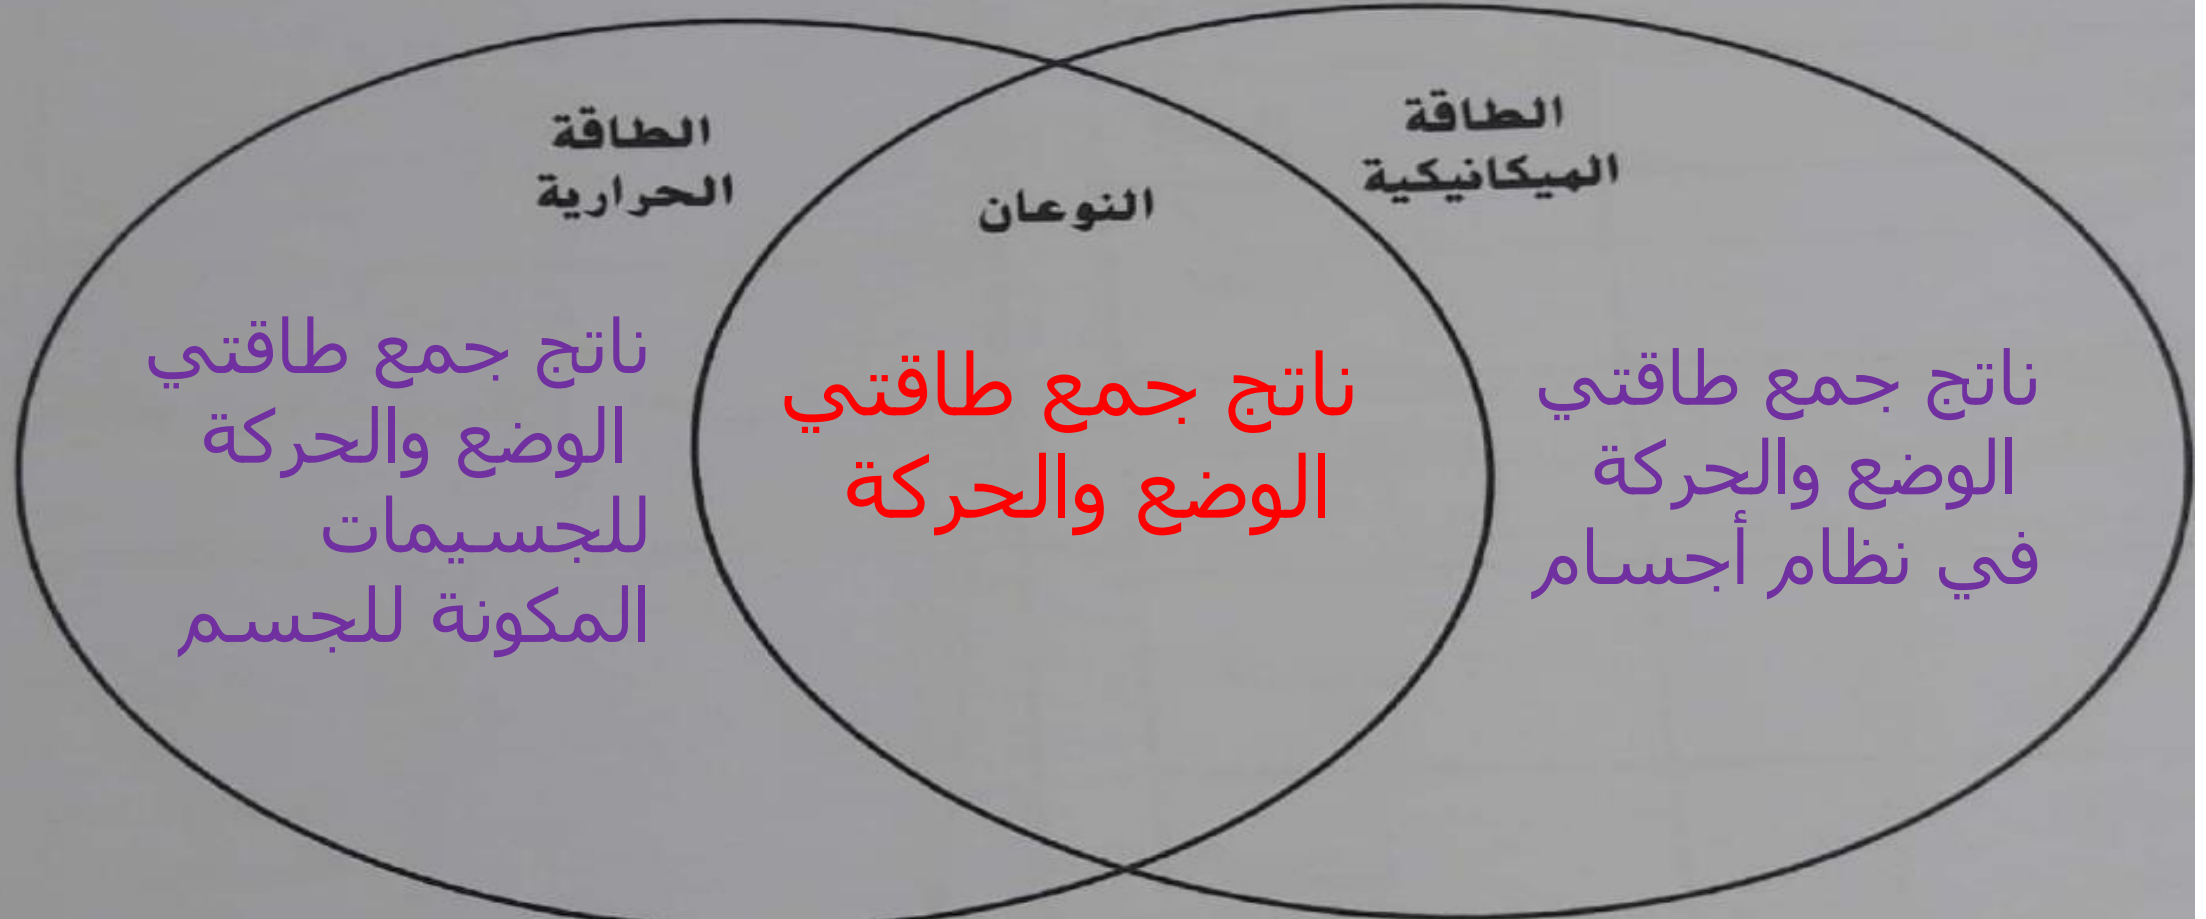 الطاقة
الميكانيكية
النوعان
الطاقة
الحرارية
ناتج جمع طاقتي
الوضع والحركة
في نظام أجسام
ناتج جمع طاقتي
الوضع والحركة
ناتج جمع طاقتي
الوضع والحركة
للجسيمات
المكونة للجسم